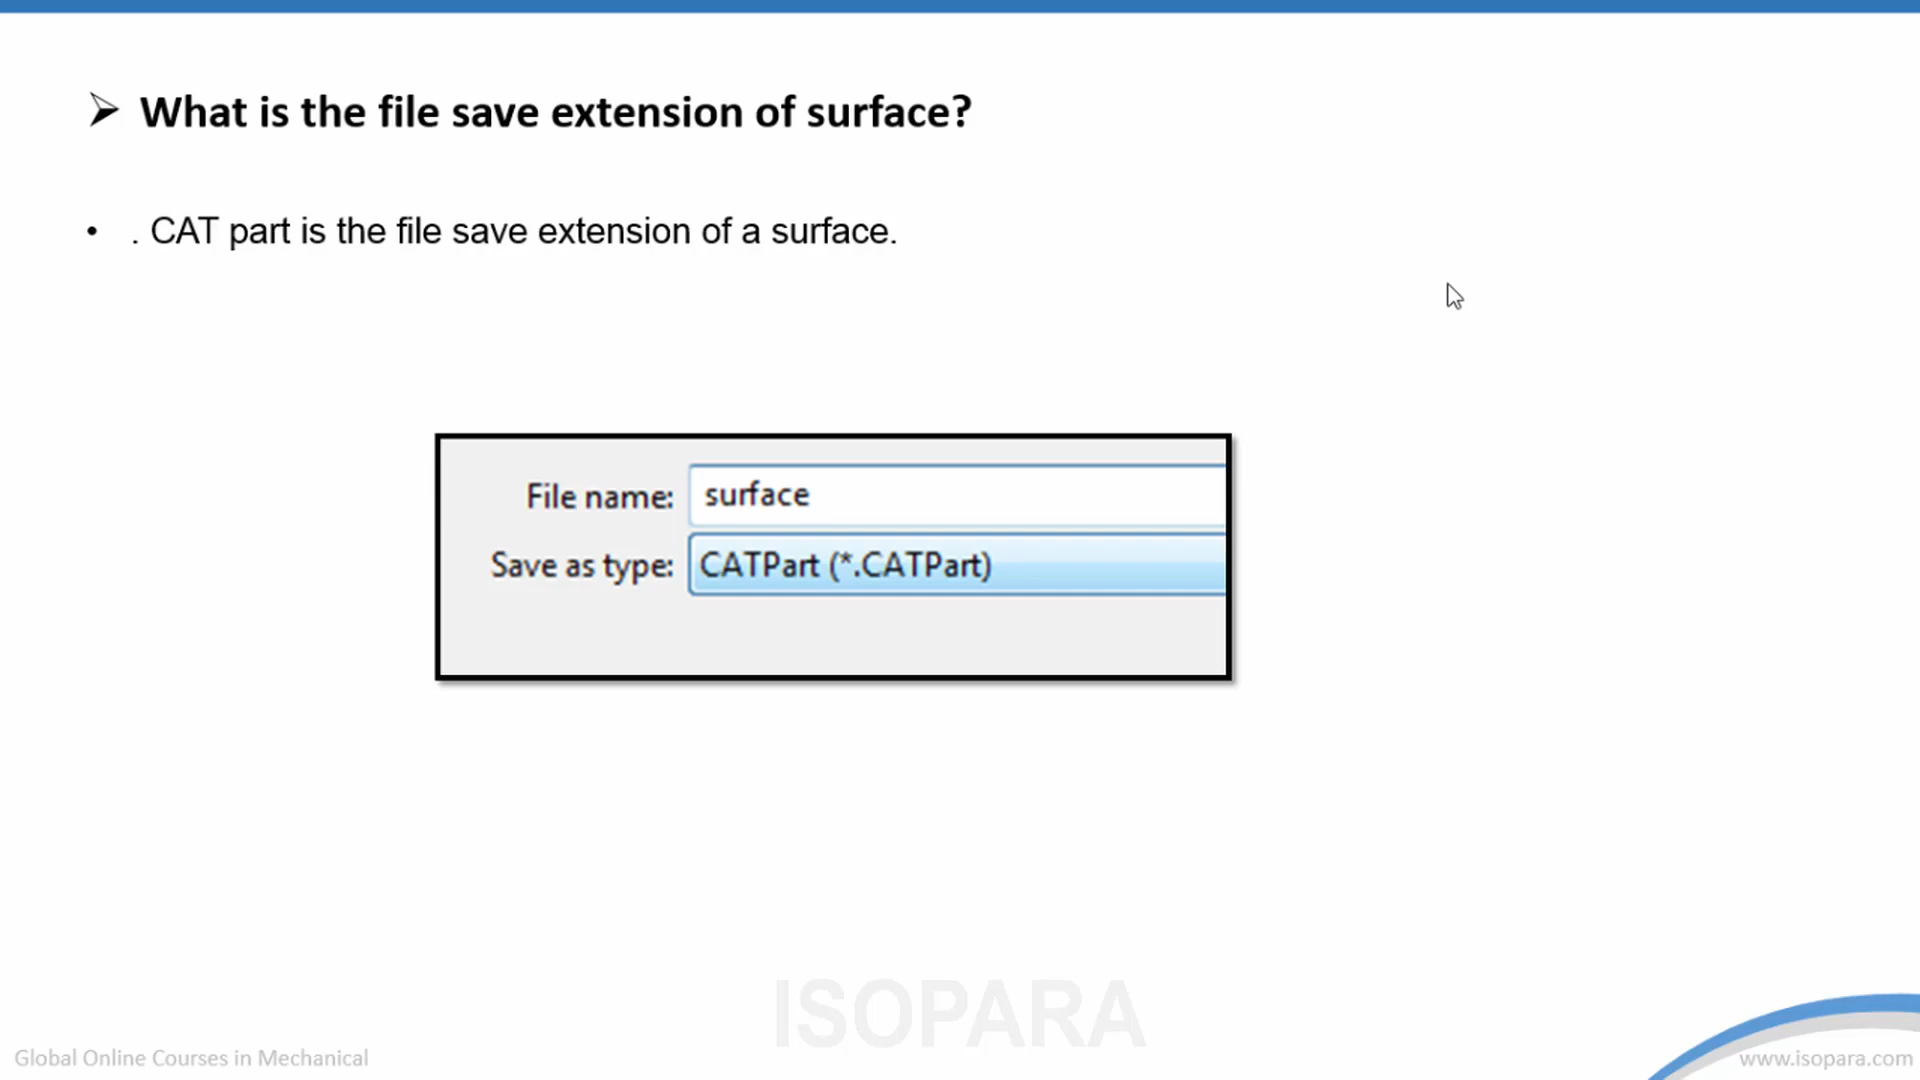 What is the file save extension of surface?
. CAT part is the file save extension of a surface.
File name: surface
Save as type: CATPart (*.CATPart)
ISOPARA
Global Online Courses in Mechanical
www.isopara.com